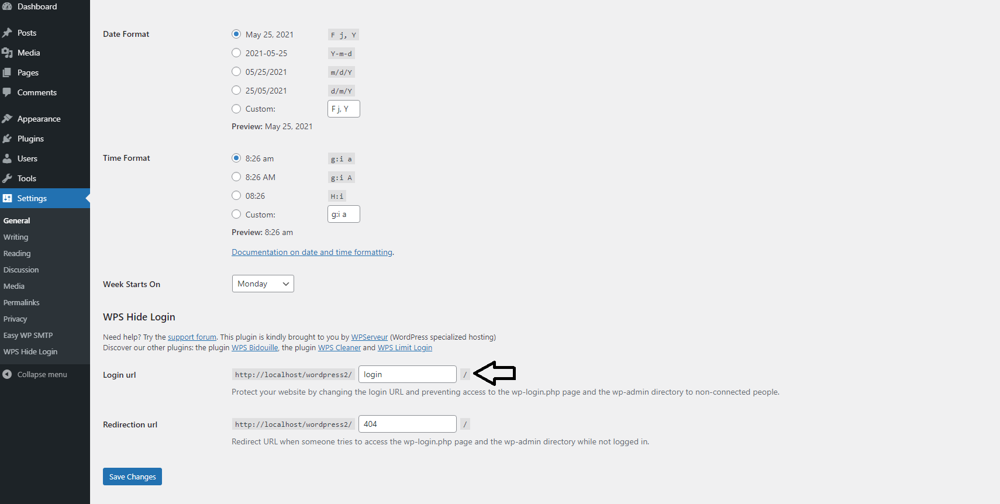 Dashboard
Posts
Media
Pages
Comments
Appearance
Plugins
Users
Tools
Settings
General
Writing
Reading
Discussion
Media
Permalinks
Privacy
Easy WP SMTP
WPS Hide Login
Collapse menu
Date Format
May 25, 2021 F j, Y
2021-05-25 Y-m-d
05/25/2021 m/d/Y
25/05/2021 d/m/Y
Custom: F j, Y
Preview: May 25, 2021
Time Format
8:26 am g:i a
8:26 AM g:i A
08:26 H:i
Custom: g:i a
Preview: 8:26 am
Documentation on date and time formatting.
Week Starts On Monday
WPS Hide Login
Need help? Try the support forum. This plugin is kindly brought to you by WPServeur (WordPress specialized hosting)
Discover our other plugins: the plugin WPS Bidouille, the plugin WPS Cleaner and WPS Limit Login
Login url http://localhost/wordpress2/ login /
Protect your website by changing the login URL and preventing access to the wp-login.php page and the wp-admin directory to non-connected people.
Redirection url http://localhost/wordpress2/ 404 /
Redirect URL when someone tries to access the wp-login.php page and the wp-admin directory while not logged in.
Save Changes